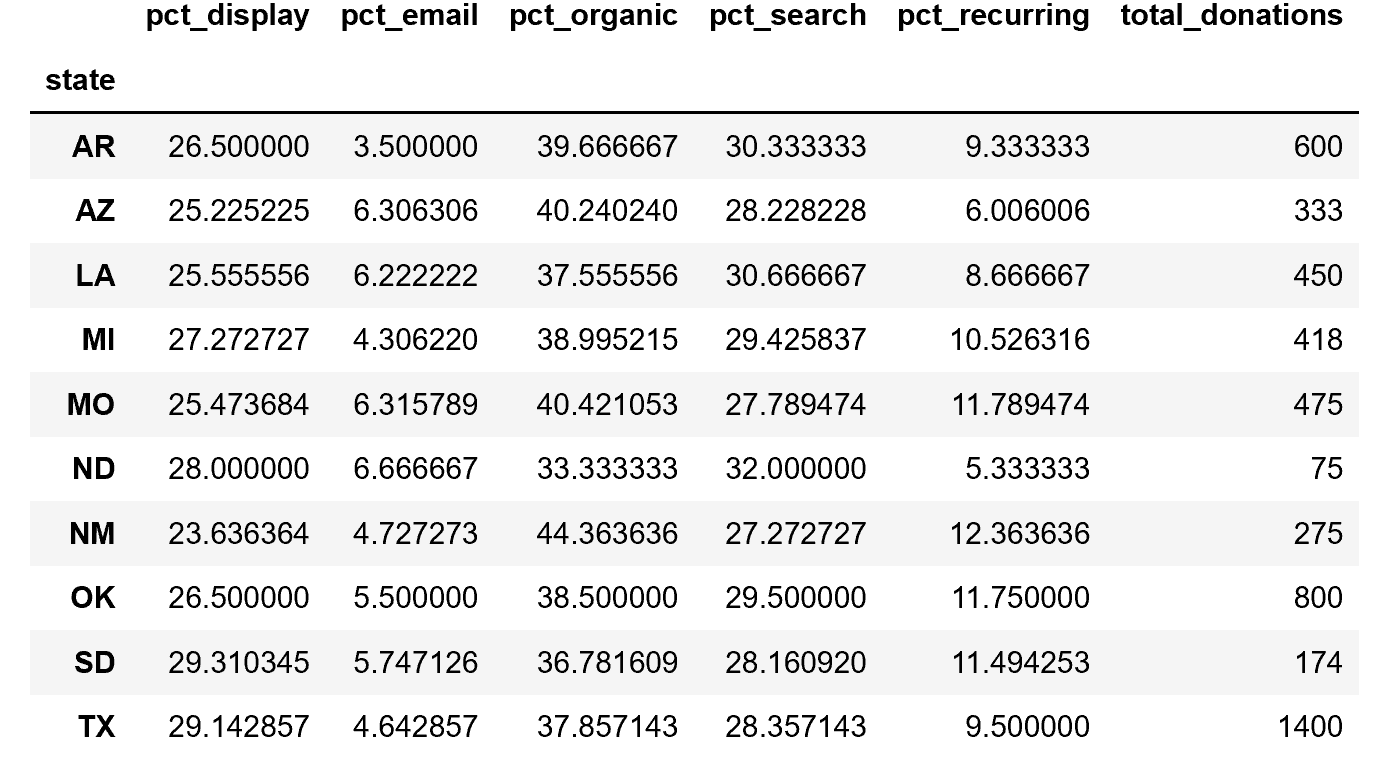 pct_display pct_email pct_organic pct_search pct_recurring total_donations
state
AR 26.500000 3.500000 39.666667 30.333333 9.333333 600
AZ 25.225225 6.306306 40.240240 28.228228 6.006006 333
LA 25.555556 6.222222 37.555556 30.666667 8.666667 450
MI 27.272727 4.306220 38.995215 29.425837 10.526316 418
MO 25.473684 6.315789 40.421053 27.789474 11.789474 475
ND 28.000000 6.666667 33.333333 32.000000 5.333333 75
NM 23.636364 4.727273 44.363636 27.272727 12.363636 275
OK 26.500000 5.500000 38.500000 29.500000 11.750000 800
SD 29.310345 5.747126 36.781609 28.160920 11.494253 174
TX 29.142857 4.642857 37.857143 28.357143 9.500000 1400